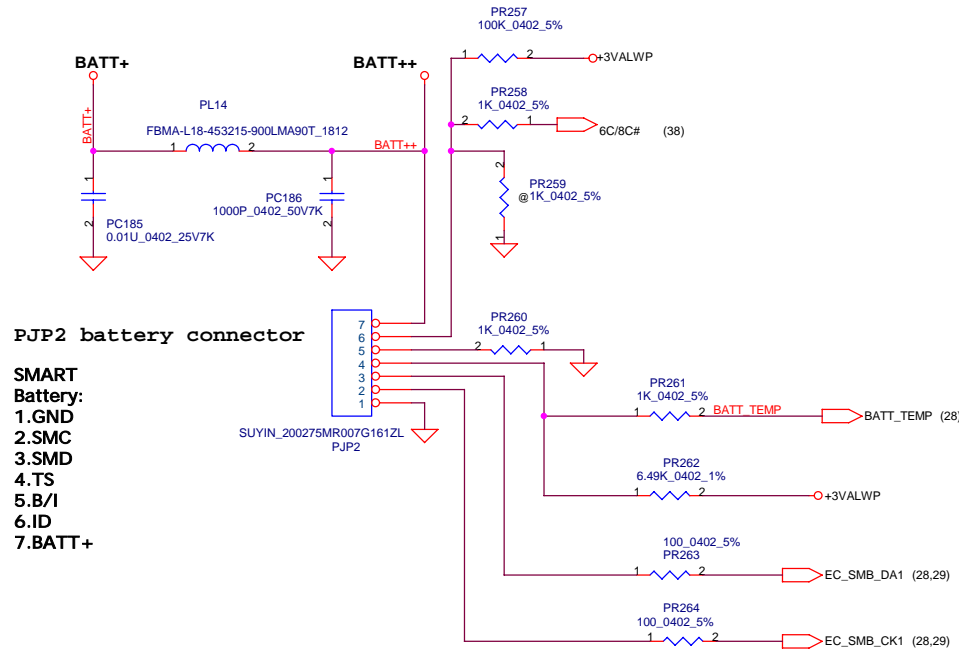 PR257
100K_0402_5%
1
2
+3VALWP
BATT+
BATT++
PR258
1K_0402_5%
2
1
6C/8C# (38)
PL14
FBMA-L18-453215-900LMA90T_1812
BATT+
1
2
BATT++
2
PR259
@1K_0402_5%
1
1
PC185
0.01U_0402_25V7K
2
1
PC186
1000P_0402_50V7K
2
PJP2 battery connector
SMART
Battery:
1.GND
2.SMC
3.SMD
4.TS
5.B/I
6.ID
7.BATT+
7
6
5
4
3
2
1
SUYIN_200275MR007G161ZL
PJP2
PR260
1K_0402_5%
2
1
PR261
1K_0402_5%
1
2
BATT_TEMP
BATT_TEMP (28)
PR262
6.49K_0402_1%
1
2
+3VALWP
100_0402_5%
PR263
1
2
EC_SMB_DA1 (28,29)
PR264
100_0402_5%
1
2
EC_SMB_CK1 (28,29)